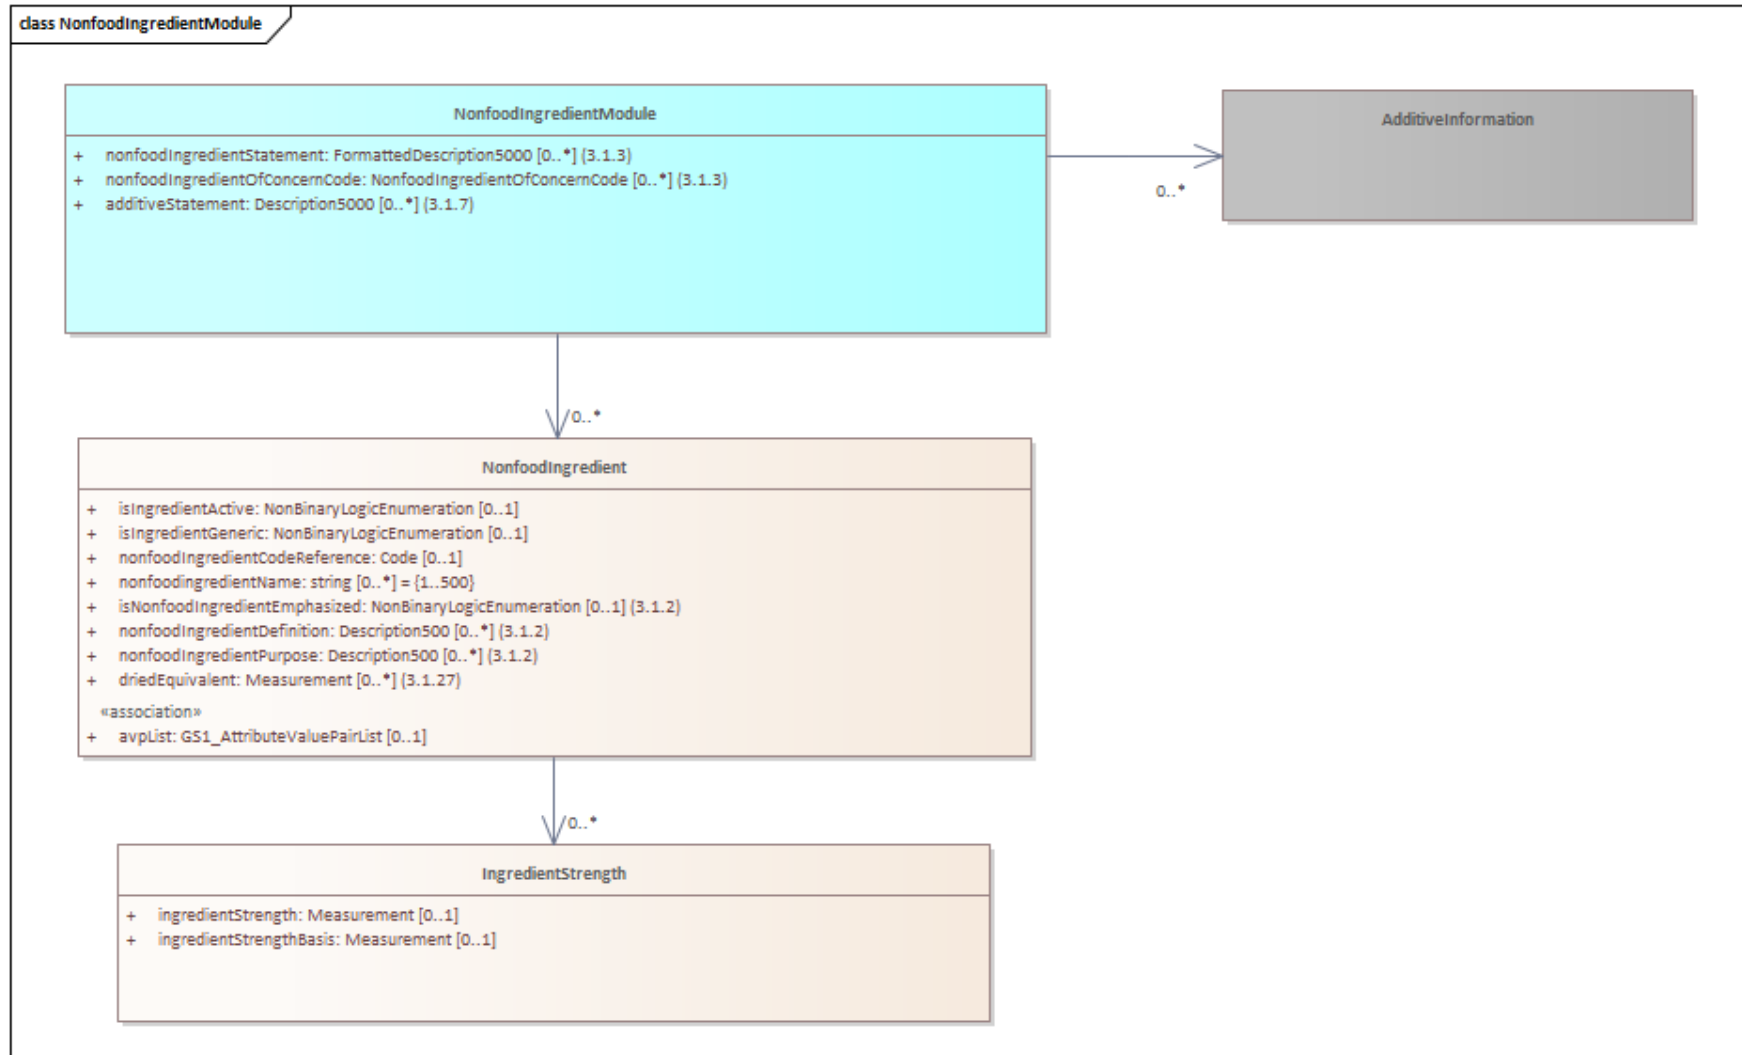 class NonfoodIngredientModule
NonfoodIngredientModule
+ nonfoodIngredientStatement: FormattedDescription5000 [0..*] {3.1.3}
+ nonfoodIngredientOfConcernCode: NonfoodIngredientOfConcernCode [0..*] {3.1.3}
+ additiveStatement: Description5000 [0..*] {3.1.7}
AdditiveInformation
0..*
0..*
NonfoodIngredient
+ isIngredientActive: NonBinaryLogicEnumeration [0..1]
+ isIngredientGeneric: NonBinaryLogicEnumeration [0..1]
+ nonfoodIngredientCodeReference: Code [0..1]
+ nonfoodingredientName: string [0..*] = {1..500}
+ isNonfoodIngredientEmphasized: NonBinaryLogicEnumeration [0..1] {3.1.2}
+ nonfoodIngredientDefinition: Description500 [0..*] {3.1.2}
+ nonfoodIngredientPurpose: Description500 [0..*] {3.1.2}
+ driedEquivalent: Measurement [0..*] {3.1.27}
«association»
+ avpList: GS1_AttributeValuePairList [0..1]
0..*
IngredientStrength
+ ingredientStrength: Measurement [0..1]
+ ingredientStrengthBasis: Measurement [0..1]